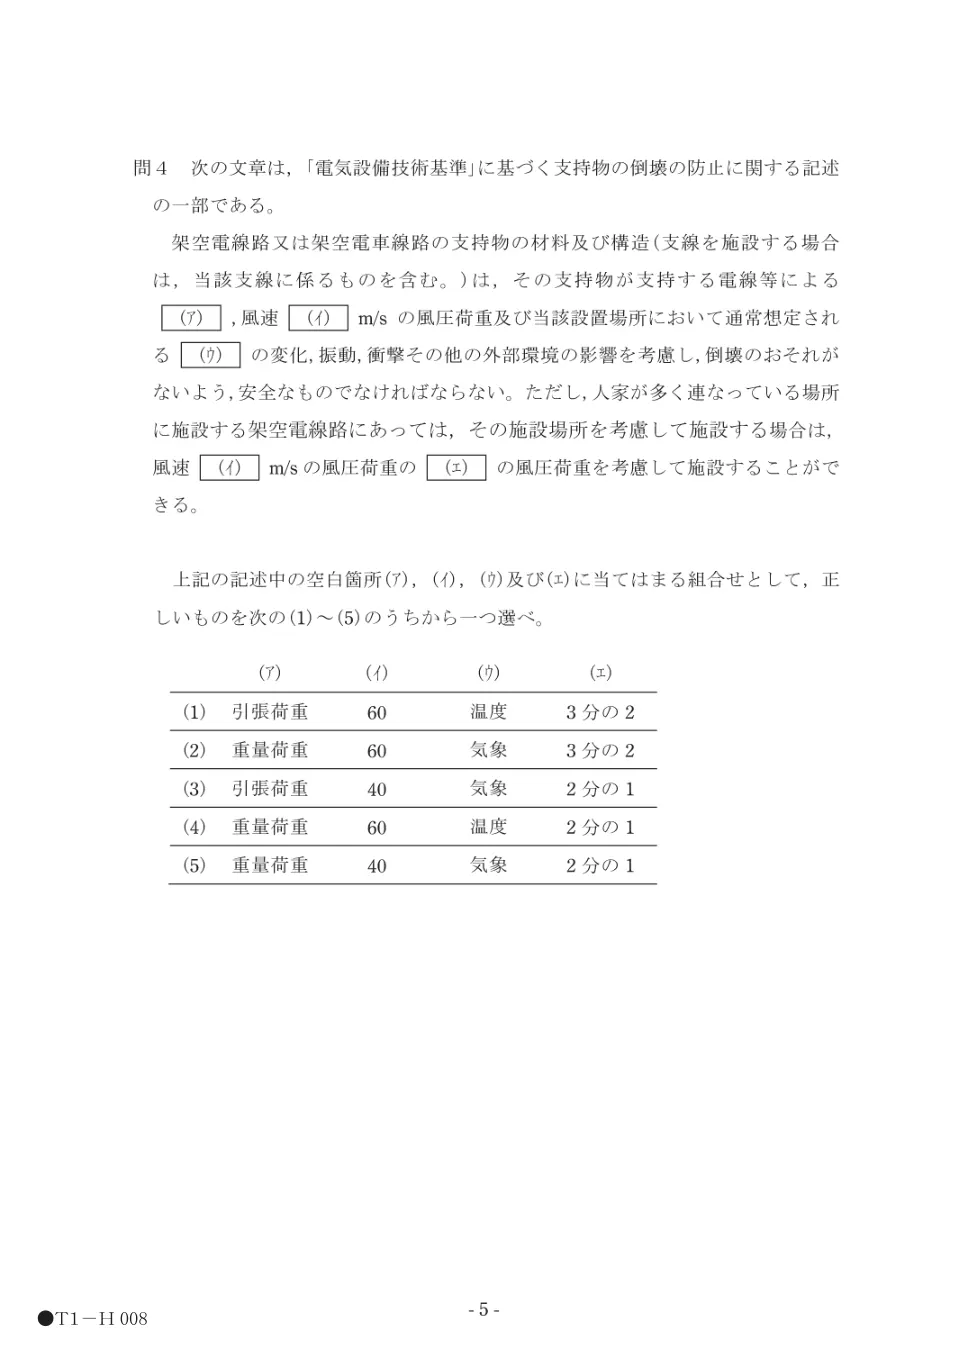 問4 次の文章は，「電気設備技術基準」に基づく支持物の倒壊の防止に関する記述
の一部である。
架空電線路又は架空電車線路の支持物の材料及び構造(支線を施設する場合
は，当該支線に係るものを含む。)は，その支持物が支持する電線等による
(ア) ，風速 (イ) m/s の風圧荷重及び当該設置場所において通常想定され
る (ウ) の変化，振動，衝撃その他の外部環境の影響を考慮し，倒壊のおそれが
ないよう，安全なものでなければならない。ただし，人家が多く連なっている場所
に施設する架空電線路にあっては，その施設場所を考慮して施設する場合は，
風速 (イ) m/s の風圧荷重の (エ) の風圧荷重を考慮して施設することがで
きる。
上記の記述中の空白箇所(ア)，(イ)，(ウ)及び(エ)に当てはまる組合せとして，正
しいものを次の(1)～(5)のうちから一つ選べ。
(ア) (イ) (ウ) (エ)
(1) 引張荷重 60 温度 3分の2
(2) 重量荷重 60 気象 3分の2
(3) 引張荷重 40 気象 2分の1
(4) 重量荷重 60 温度 2分の1
(5) 重量荷重 40 気象 2分の1
- 5 -
●T1－H 008